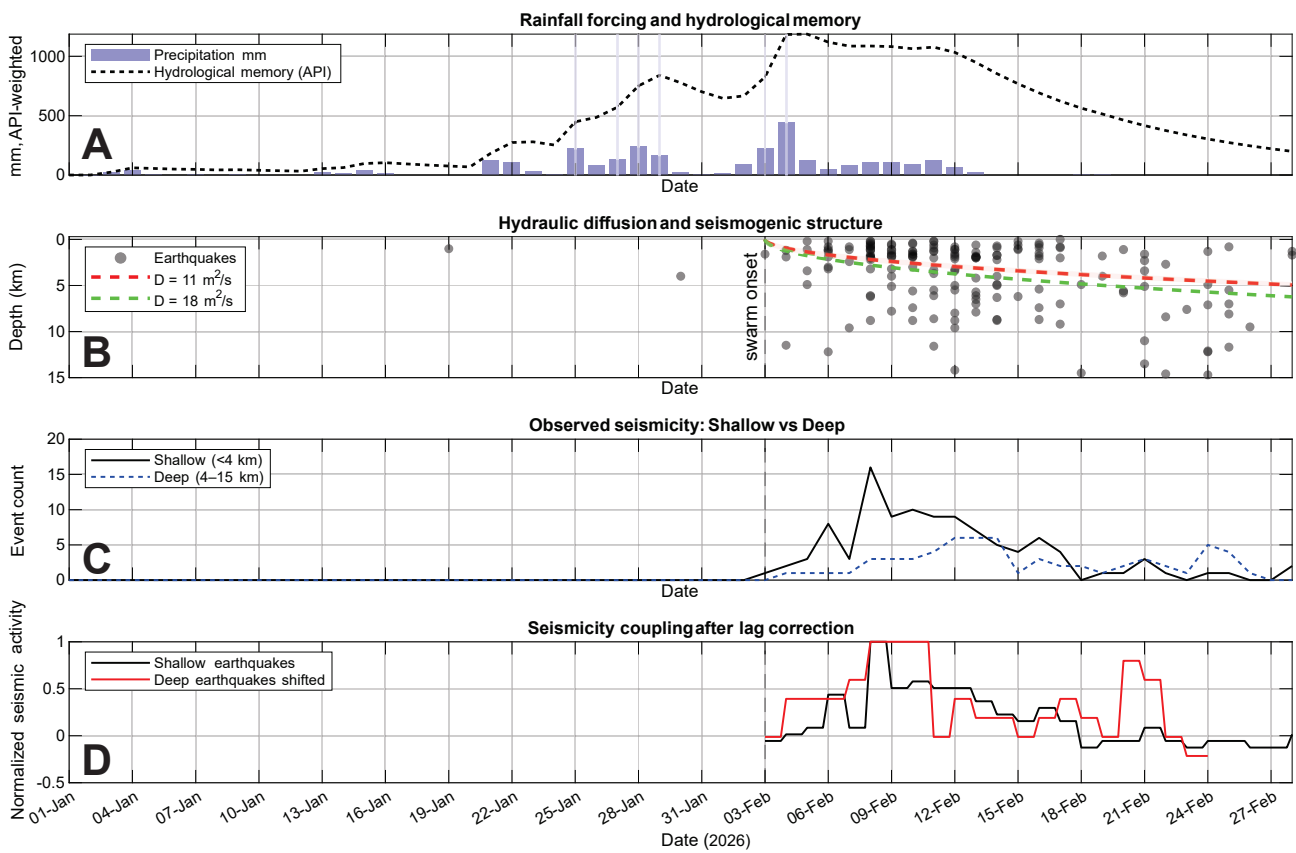 Rainfall forcing and hydrological memory
mm, API-weighted
1000
500
0
Precipitation mm
Hydrological memory (API)
A
Date
Hydraulic diffusion and seismogenic structure
Depth (km)
0
5
10
15
Earthquakes
D = 11 m²/s
D = 18 m²/s
swarm onset
B
Date
Observed seismicity: Shallow vs Deep
Event count
20
15
10
5
0
Shallow (<4 km)
Deep (4–15 km)
C
Date
Seismicity coupling after lag correction
Normalized seismic activity
1
0.5
0
-0.5
Shallow earthquakes
Deep earthquakes shifted
D
01-Jan 04-Jan 07-Jan 10-Jan 13-Jan 16-Jan 19-Jan 22-Jan 25-Jan 28-Jan 31-Jan 03-Feb 06-Feb 09-Feb 12-Feb 15-Feb 18-Feb 21-Feb 24-Feb 27-Feb
Date (2026)